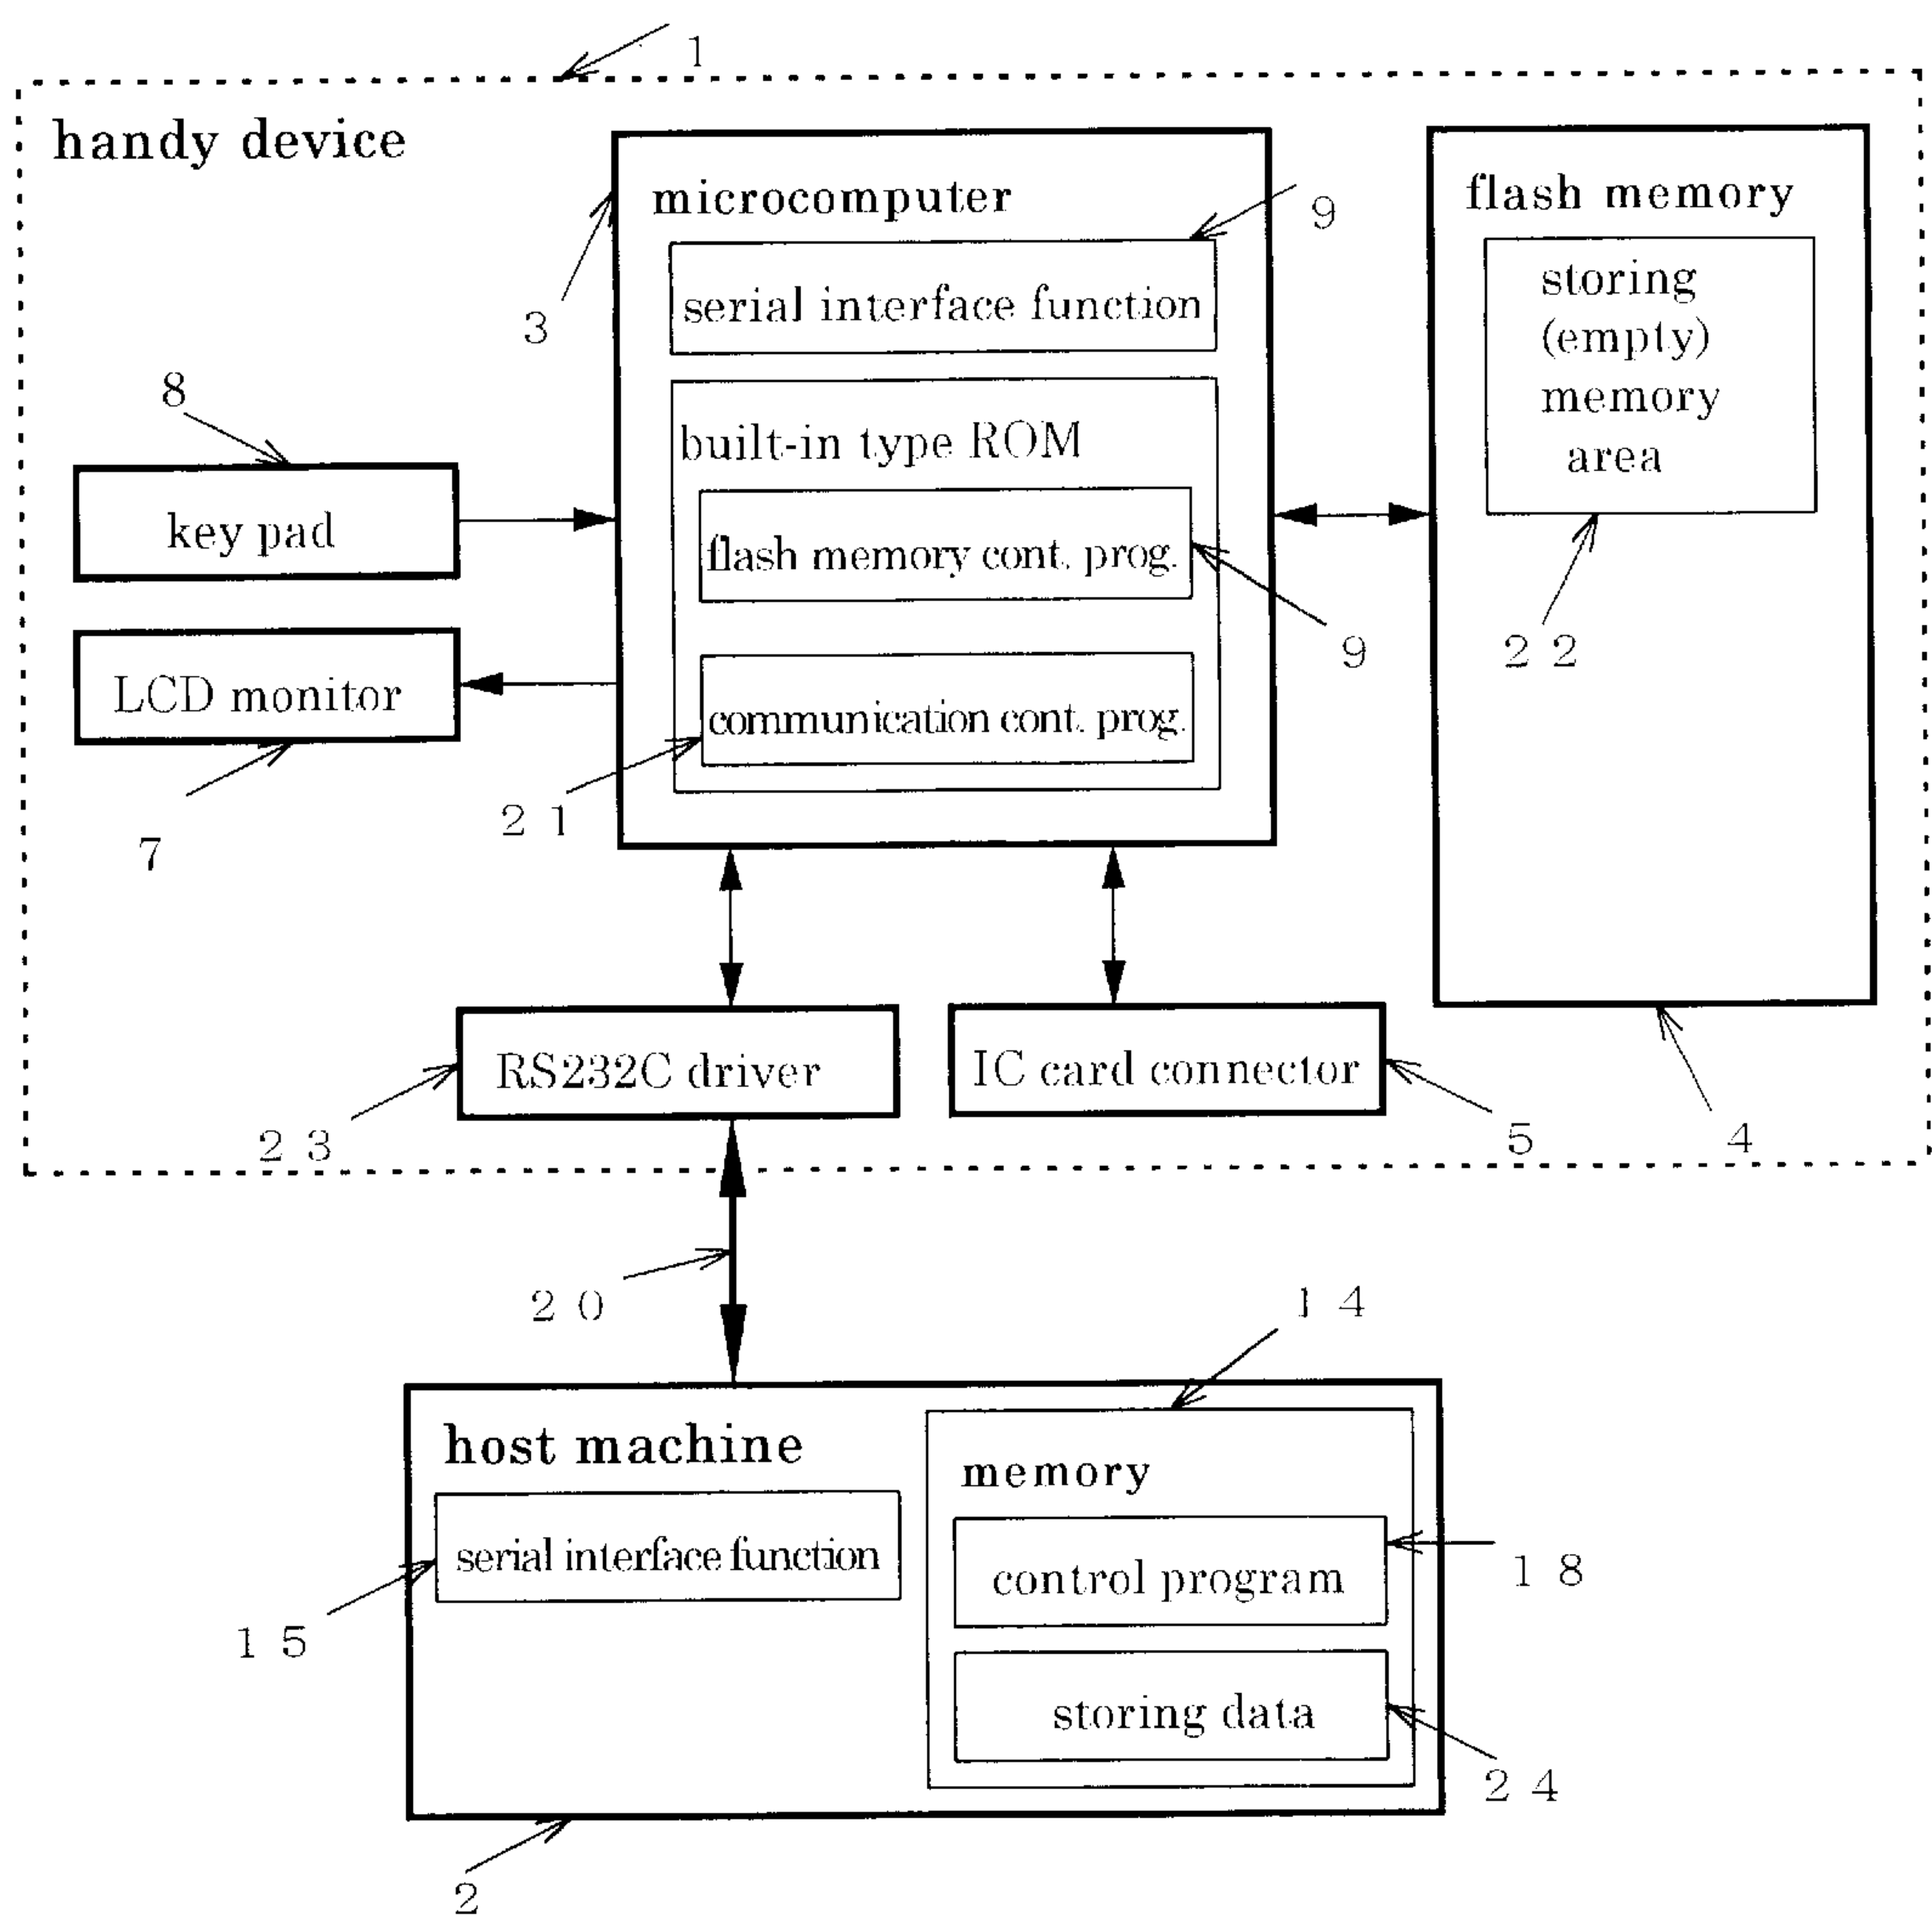 1
handy device
microcomputer
9
flash memory
serial interface function
3
storing
(empty)
memory
area
8
built-in type ROM
key pad
flash memory cont. prog.
9
22
LCD monitor
communication cont. prog.
21
7
RS232C driver
IC card connector
23
5
4
20
14
host machine
memory
serial interface function
control program
18
15
storing data
24
2